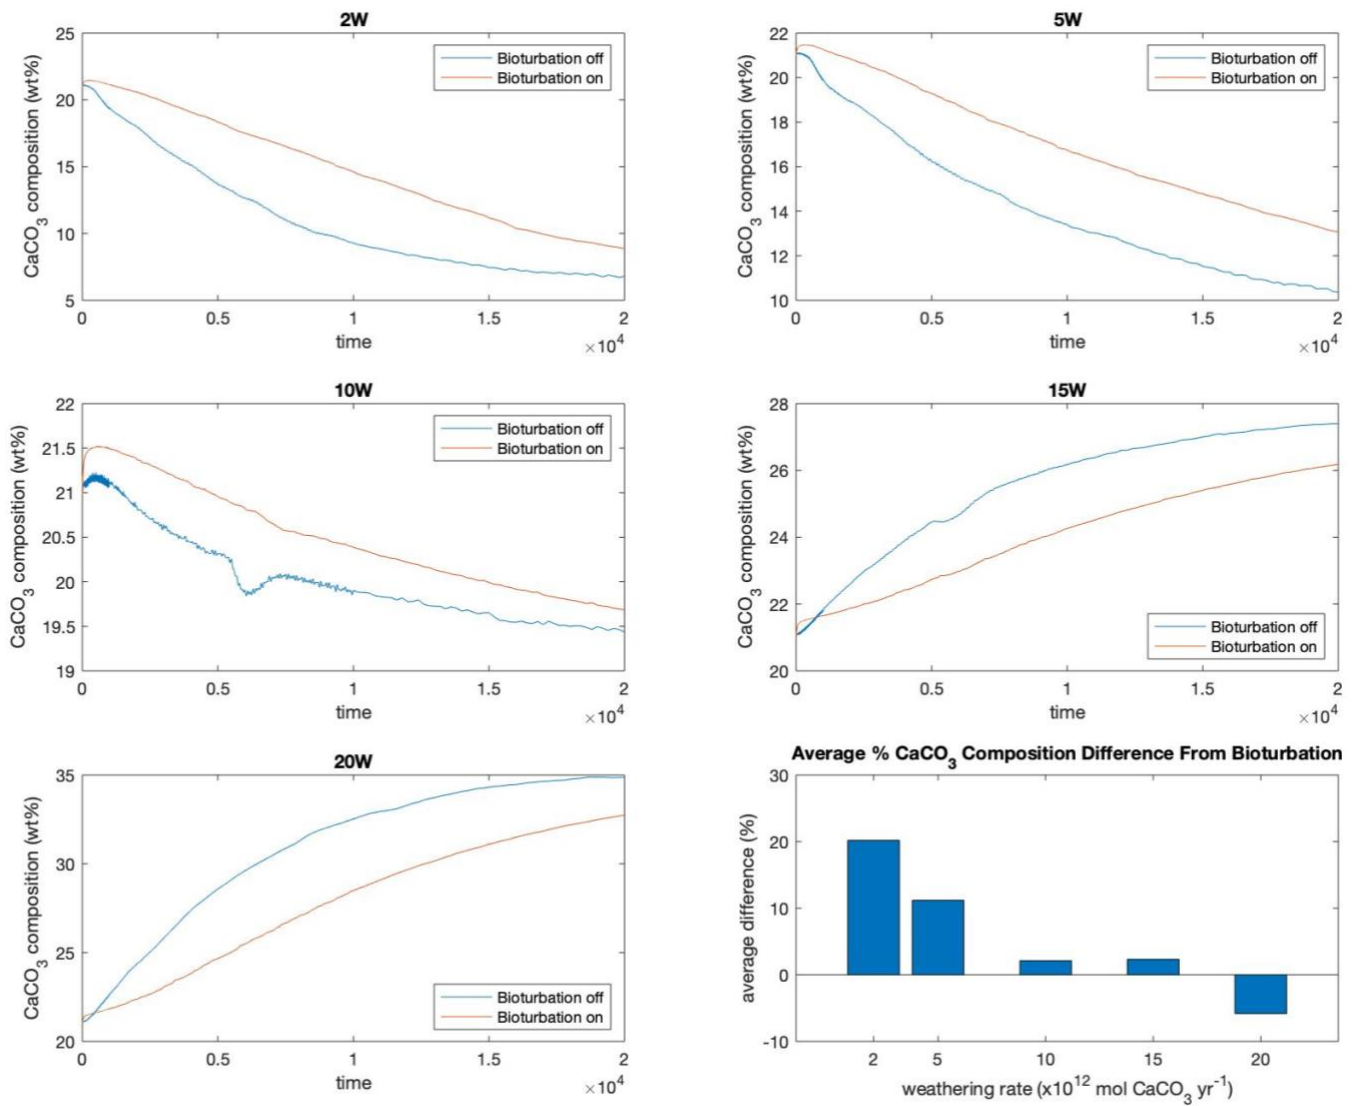 2W
25
20
15
10
5
CaCO3 composition (wt%)
Bioturbation off
Bioturbation on
0 0.5 1 1.5 2
time
×10^4
5W
22
20
18
16
14
12
10
CaCO3 composition (wt%)
Bioturbation off
Bioturbation on
0 0.5 1 1.5 2
time
×10^4
10W
22
21.5
21
20.5
20
19.5
19
CaCO3 composition (wt%)
Bioturbation off
Bioturbation on
0 0.5 1 1.5 2
time
×10^4
15W
28
26
24
22
20
CaCO3 composition (wt%)
Bioturbation off
Bioturbation on
0 0.5 1 1.5 2
time
×10^4
20W
35
30
25
20
CaCO3 composition (wt%)
Bioturbation off
Bioturbation on
0 0.5 1 1.5 2
time
×10^4
Average % CaCO3 Composition Difference From Bioturbation
30
20
10
0
-10
average difference (%)
2 5 10 15 20
weathering rate (x10^12 mol CaCO3 yr^-1)